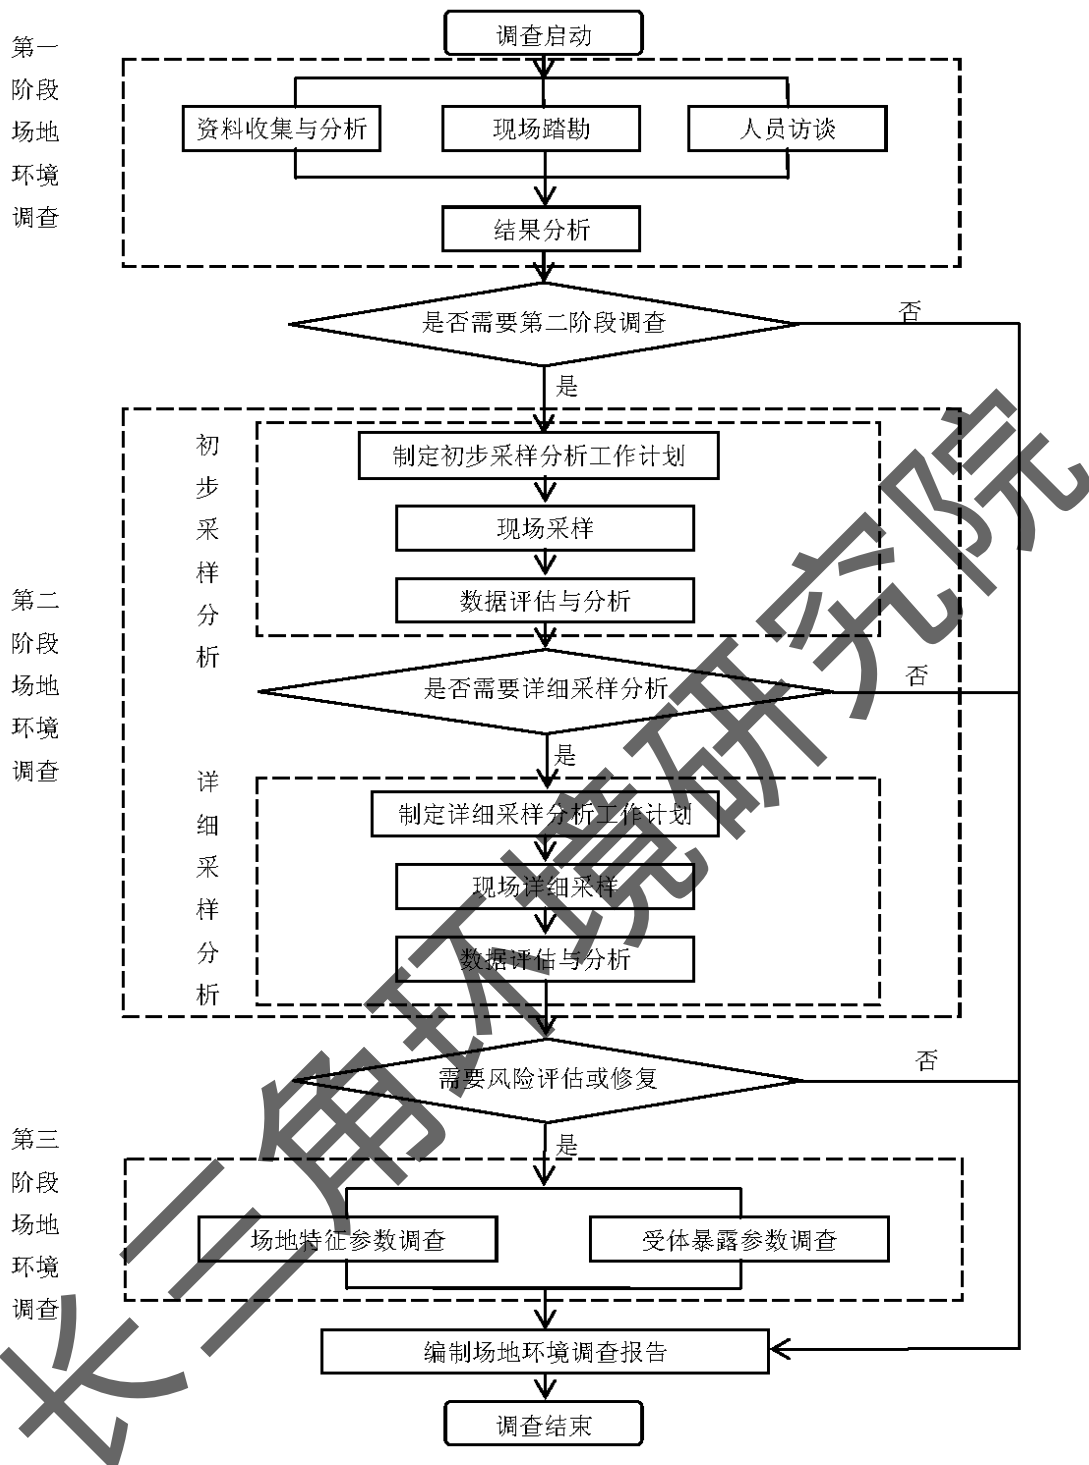 调查启动
第一
阶段
场地
环境
调查
资料收集与分析
现场踏勘
人员访谈
结果分析
是否需要第二阶段调查
否
是
第二
阶段
场地
环境
调查
初
步
采
样
分
析
制定初步采样分析工作计划
现场采样
数据评估与分析
是否需要详细采样分析
否
是
详
细
采
样
分
析
制定详细采样分析工作计划
现场详细采样
数据评估与分析
需要风险评估或修复
否
是
第三
阶段
场地
环境
调查
场地特征参数调查
受体暴露参数调查
编制场地环境调查报告
调查结束
长三角环境研究院